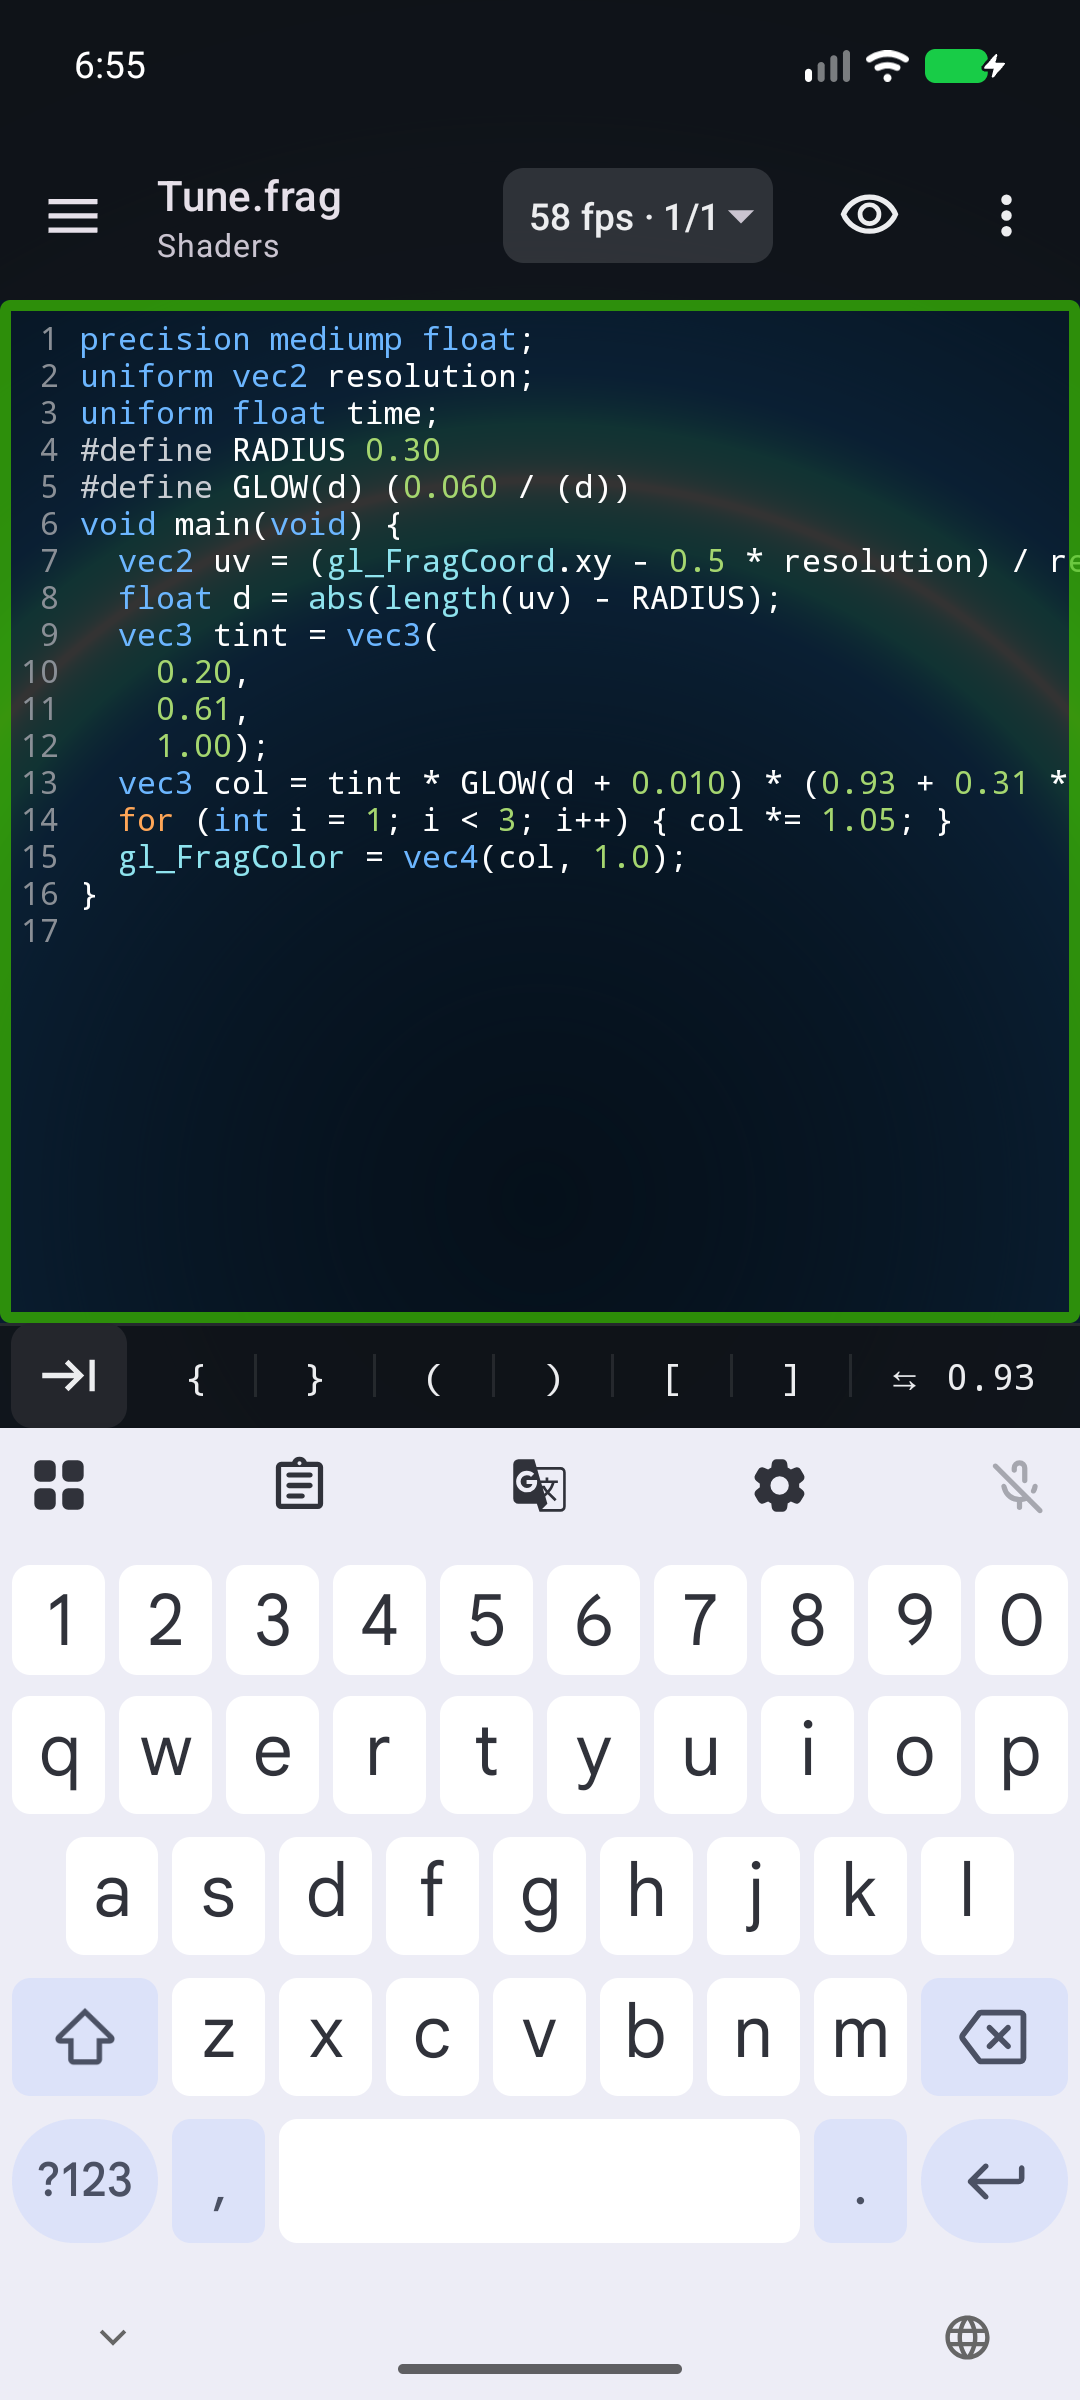 6:55
Tune.frag
Shaders
58 fps · 1/1
1 precision mediump float;
2 uniform vec2 resolution;
3 uniform float time;
4 #define RADIUS 0.30
5 #define GLOW(d) (0.060 / (d))
6 void main(void) {
7 vec2 uv = (gl_FragCoord.xy - 0.5 * resolution) / re
8 float d = abs(length(uv) - RADIUS);
9 vec3 tint = vec3(
10 0.20,
11 0.61,
12 1.00);
13 vec3 col = tint * GLOW(d + 0.010) * (0.93 + 0.31 *
14 for (int i = 1; i < 3; i++) { col *= 1.05; }
15 gl_FragColor = vec4(col, 1.0);
16 }
17
{ } ( ) [ ] ⇆ 0.93
1 2 3 4 5 6 7 8 9 0
q w e r t y u i o p
a s d f g h j k l
z x c v b n m
?123 , .